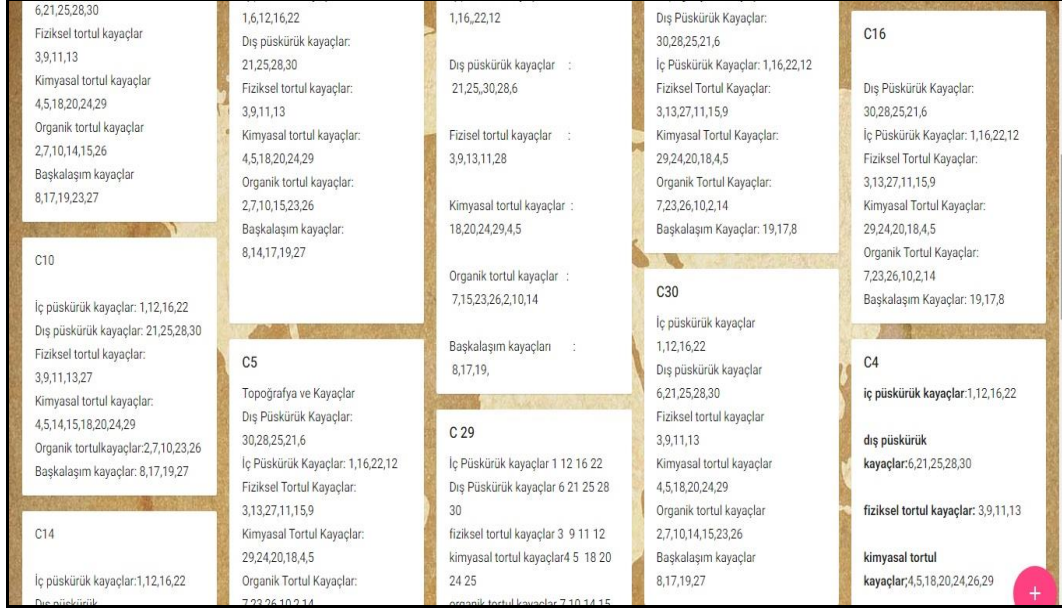 6,21,25,28,30
Fiziksel tortul kayaçlar
3,9,11,13
Kimyasal tortul kayaçlar
4,5,18,20,24,29
Organik tortul kayaçlar
2,7,10,14,15,26
Başkalaşım kayaçlar
8,17,19,23,27
C10
İç püskürük kayaçlar: 1,12,16,22
Dış püskürük kayaçlar: 21,25,28,30
Fiziksel tortul kayaçlar:
3,9,11,13,27
Kimyasal tortul kayaçlar:
4,5,14,15,18,20,24,29
Organik tortulkayaçlar:2,7,10,23,26
Başkalaşım kayaçlar: 8,17,19,27
C14
İç püskürük kayaçlar:1,12,16,22
Dış püskürük
1,6,12,16,22
Dış püskürük kayaçlar:
21,25,28,30
Fiziksel tortul kayaçlar:
3,9,11,13
Kimyasal tortul kayaçlar:
4,5,18,20,24,29
Organik tortul kayaçlar:
2,7,10,15,23,26
Başkalaşım kayaçlar:
8,14,17,19,27
C5
Topoğrafya ve Kayaçlar
Dış Püskürük Kayaçlar:
30,28,25,21,6
İç Püskürük Kayaçlar: 1,16,22,12
Fiziksel Tortul Kayaçlar:
3,13,27,11,15,9
Kimyasal Tortul Kayaçlar:
29,24,20,18,4,5
Organik Tortul Kayaçlar:
7,23,26,10,2,14
1,16,,22,12
Dış püskürük kayaçlar :
21,25,,30,28,6
Fizisel tortul kayaçlar :
3,9,13,11,28
Kimyasal tortul kayaçlar :
18,20,24,29,4,5
Organik tortul kayaçlar :
7,15,23,26,2,10,14
Başkalaşım kayaçları :
8,17,19,
C 29
İç Püskürük kayaçlar 1 12 16 22
Dış Püskürük kayaçlar 6 21 25 28
30
fiziksel tortul kayaçlar 3 9 11 12
kimyasal tortul kayaçlar4 5 18 20
24 25
organik tortul kayaçlar 7 10 14 15
Dış Püskürük Kayaçlar:
30,28,25,21,6
İç Püskürük Kayaçlar: 1,16,22,12
Fiziksel Tortul Kayaçlar:
3,13,27,11,15,9
Kimyasal Tortul Kayaçlar:
29,24,20,18,4,5
Organik Tortul Kayaçlar:
7,23,26,10,2,14
Başkalaşım Kayaçlar: 19,17,8
C30
İç püskürük kayaçlar
1,12,16,22
Dış püskürük kayaçlar
6,21,25,28,30
Fiziksel tortul kayaçlar
3,9,11,13
Kimyasal tortul kayaçlar
4,5,18,20,24,29
Organik tortul kayaçlar
2,7,10,14,15,23,26
Başkalaşım kayaçlar
8,17,19,27
C16
Dış Püskürük Kayaçlar:
30,28,25,21,6
İç Püskürük Kayaçlar: 1,16,22,12
Fiziksel Tortul Kayaçlar:
3,13,27,11,15,9
Kimyasal Tortul Kayaçlar:
29,24,20,18,4,5
Organik Tortul Kayaçlar:
7,23,26,10,2,14
Başkalaşım Kayaçlar: 19,17,8
C4
iç püskürük kayaçlar:1,12,16,22
dış püskürük
kayaçlar:6,21,25,28,30
fiziksel tortul kayaçlar: 3,9,11,13
kimyasal tortul
kayaçlar;4,5,18,20,24,26,29
+